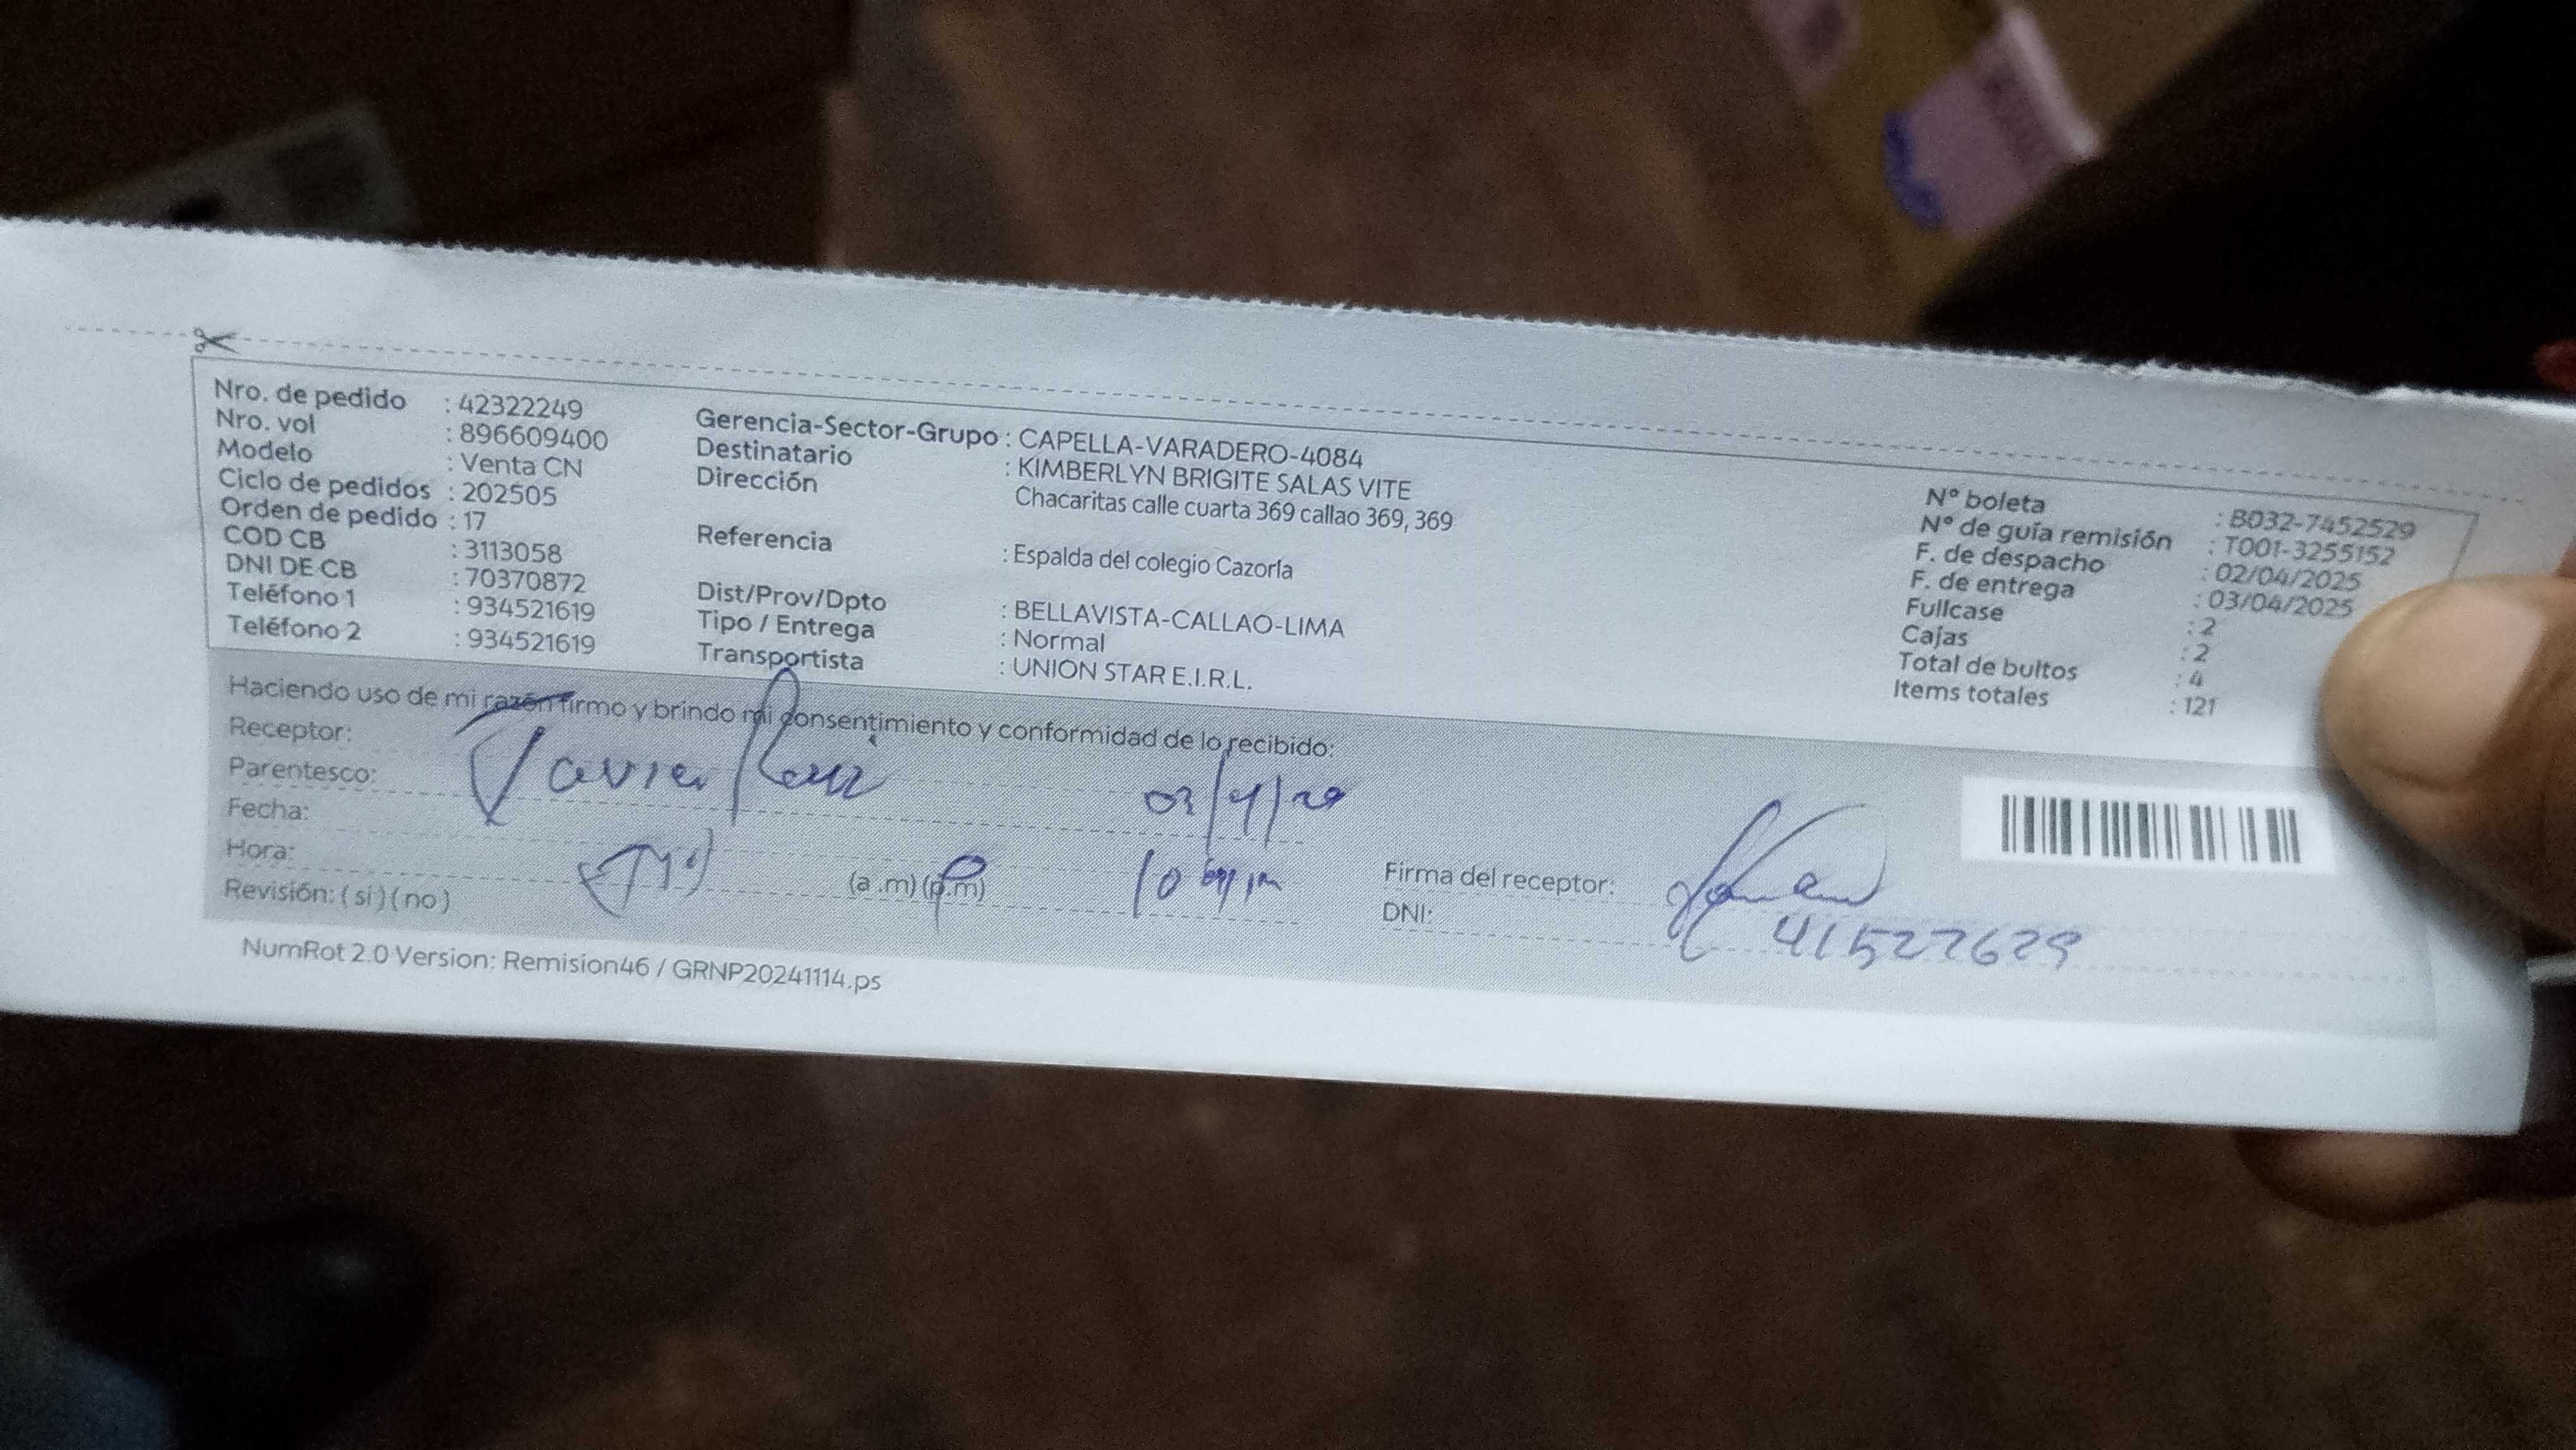 Nro. de pedido : 42322249
Nro. vol : 896609400
Modelo : Venta CN
Ciclo de pedidos : 202505
Orden de pedido : 17
COD CB : 3113058
DNI DE CB : 70370872
Teléfono 1 : 934521619
Teléfono 2 : 934521619
Gerencia-Sector-Grupo : CAPELLA-VARADERO-4084
Destinatario : KIMBERLYN BRIGITE SALAS VITE
Dirección Chacaritas calle cuarta 369 callao 369, 369
Referencia : Espalda del colegio Cazorla
Dist/Prov/Dpto : BELLAVISTA-CALLAO-LIMA
Tipo / Entrega : Normal
Transportista : UNION STAR E.I.R.L.
N° boleta : B032-7452529
N° de guía remisión : T001-3255152
F. de despacho : 02/04/2025
F. de entrega : 03/04/2025
Fullcase : 2
Cajas : 2
Total de bultos : 4
Items totales : 121
Haciendo uso de mi razón firmo y brindo mi consentimiento y conformidad de lo recibido:
Receptor: Javier Ruiz
Parentesco:
Fecha:
Hora: (a.m)(p.m)
Revisión: (si)(no)
Firma del receptor:
DNI: 41527629
NumRot 2.0 Version: Remision46 / GRNP20241114.ps